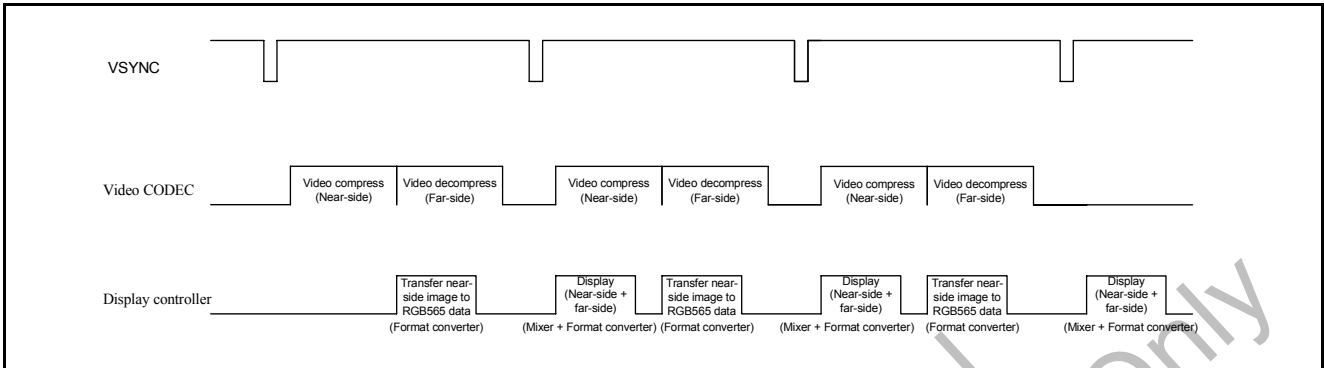 VSYNC
Video CODEC
Video compress
(Near-side)
Video decompress
(Far-side)
Video compress
(Near-side)
Video decompress
(Far-side)
Video compress
(Near-side)
Video decompress
(Far-side)
Display controller
Transfer near-
side image to
RGB565 data
(Format converter)
Display
(Near-side +
far-side)
(Mixer + Format converter)
Transfer near-
side image to
RGB565 data
(Format converter)
Display
(Near-side +
far-side)
(Mixer + Format converter)
Transfer near-
side image to
RGB565 data
(Format converter)
Display
(Near-side +
far-side)
(Mixer + Format converter)
Only